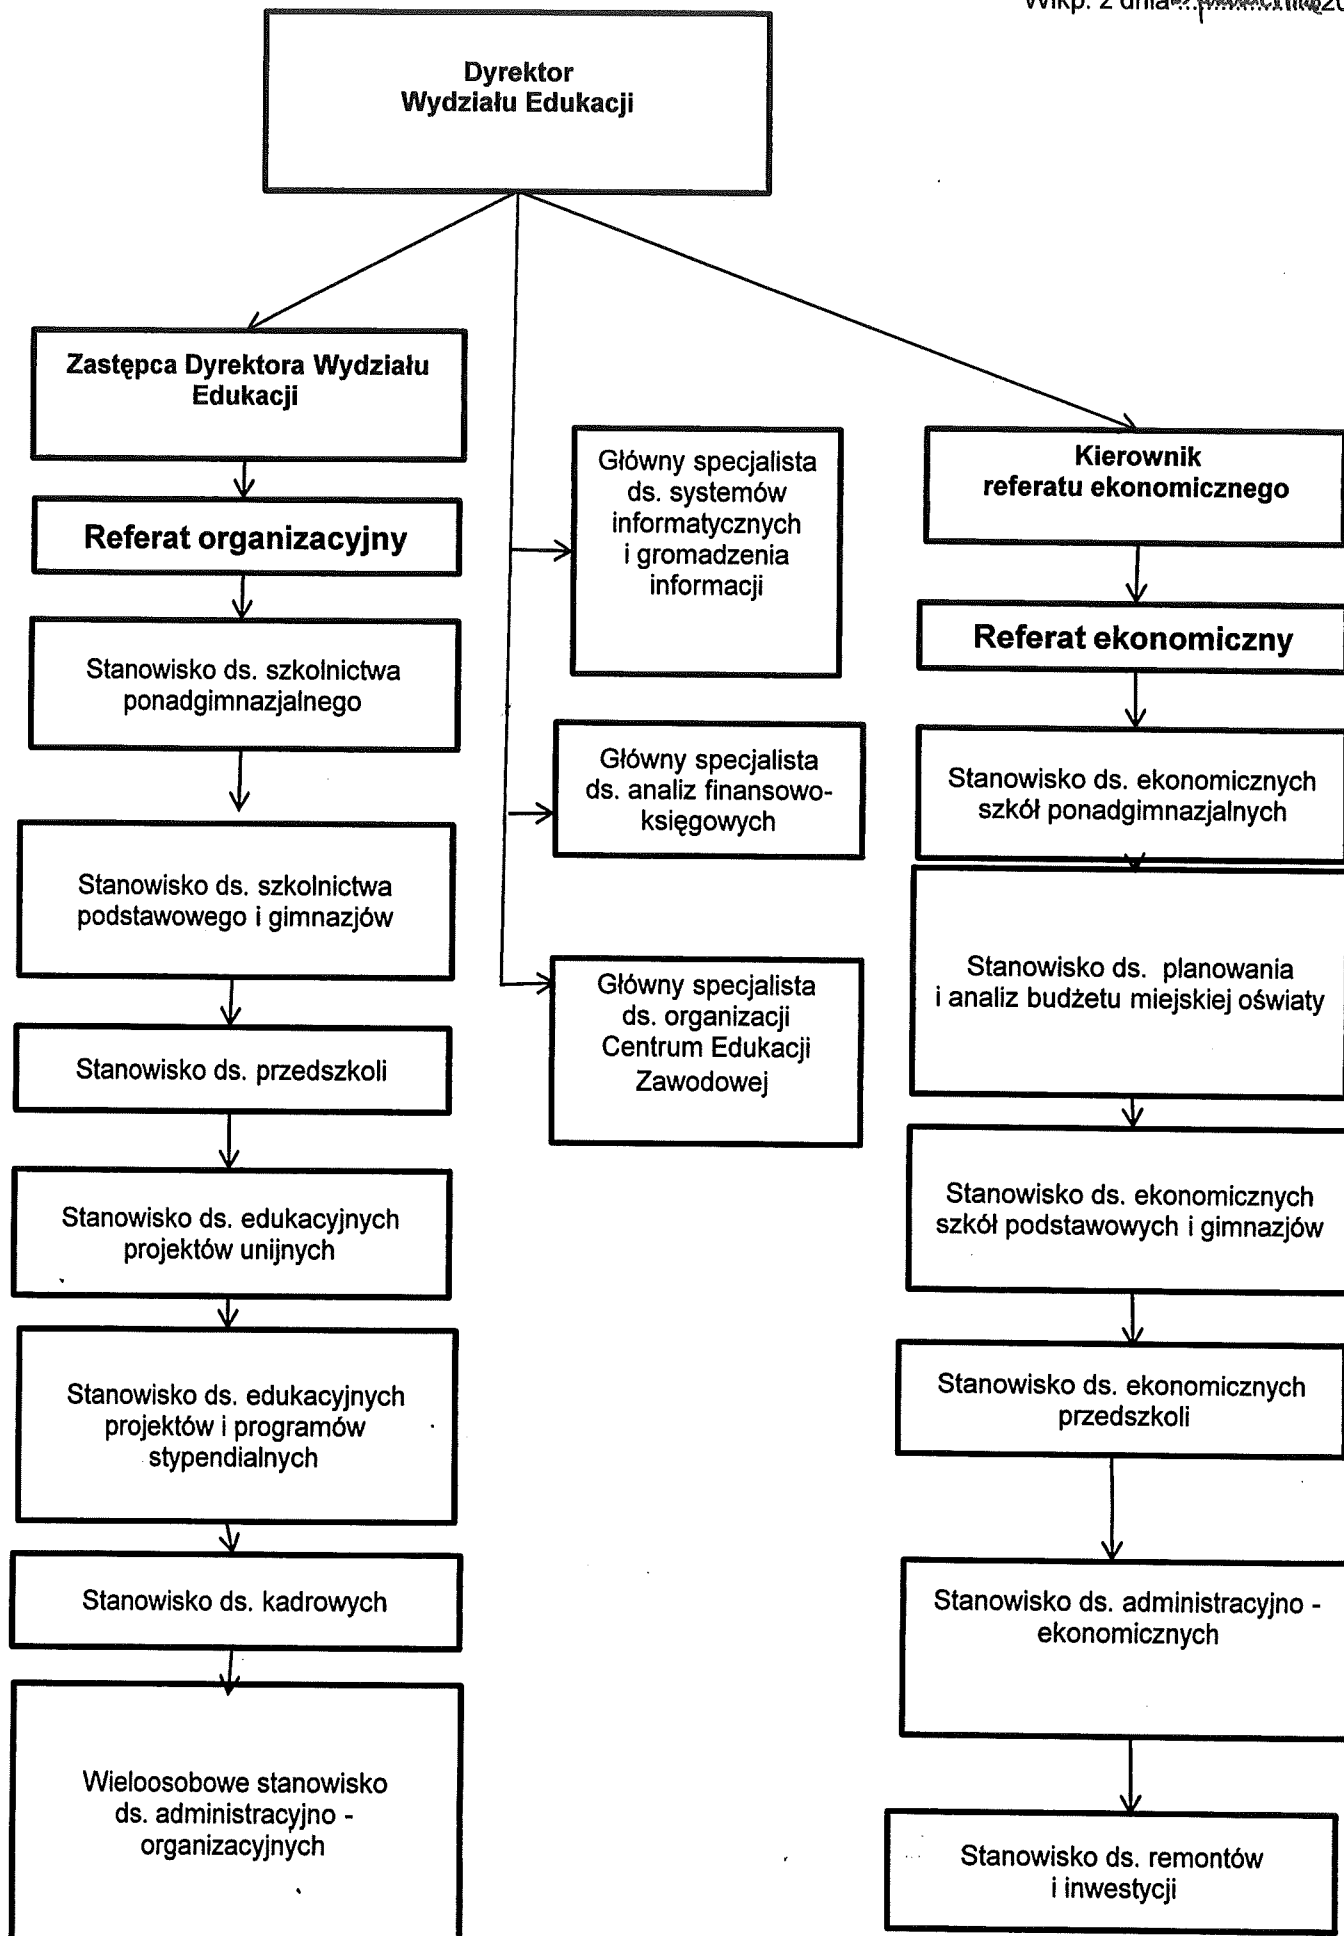 Wlkp. z dnia
Dyrektor
Wydziału Edukacji
Zastępca Dyrektora Wydziału
Edukacji
Referat organizacyjny
Stanowisko ds. szkolnictwa
ponadgimnazjalnego
Stanowisko ds. szkolnictwa
podstawowego i gimnazjów
Stanowisko ds. przedszkoli
Stanowisko ds. edukacyjnych
projektów unijnych
Stanowisko ds. edukacyjnych
projektów i programów
stypendialnych
Stanowisko ds. kadrowych
Wieloosobowe stanowisko
ds. administracyjno -
organizacyjnych
Główny specjalista
ds. systemów
informatycznych
i gromadzenia
informacji
Główny specjalista
ds. analiz finansowo-
księgowych
Główny specjalista
ds. organizacji
Centrum Edukacji
Zawodowej
Kierownik
referatu ekonomicznego
Referat ekonomiczny
Stanowisko ds. ekonomicznych
szkół ponadgimnazjalnych
Stanowisko ds. planowania
i analiz budżetu miejskiej oświaty
Stanowisko ds. ekonomicznych
szkół podstawowych i gimnazjów
Stanowisko ds. ekonomicznych
przedszkoli
Stanowisko ds. administracyjno -
ekonomicznych
Stanowisko ds. remontów
i inwestycji